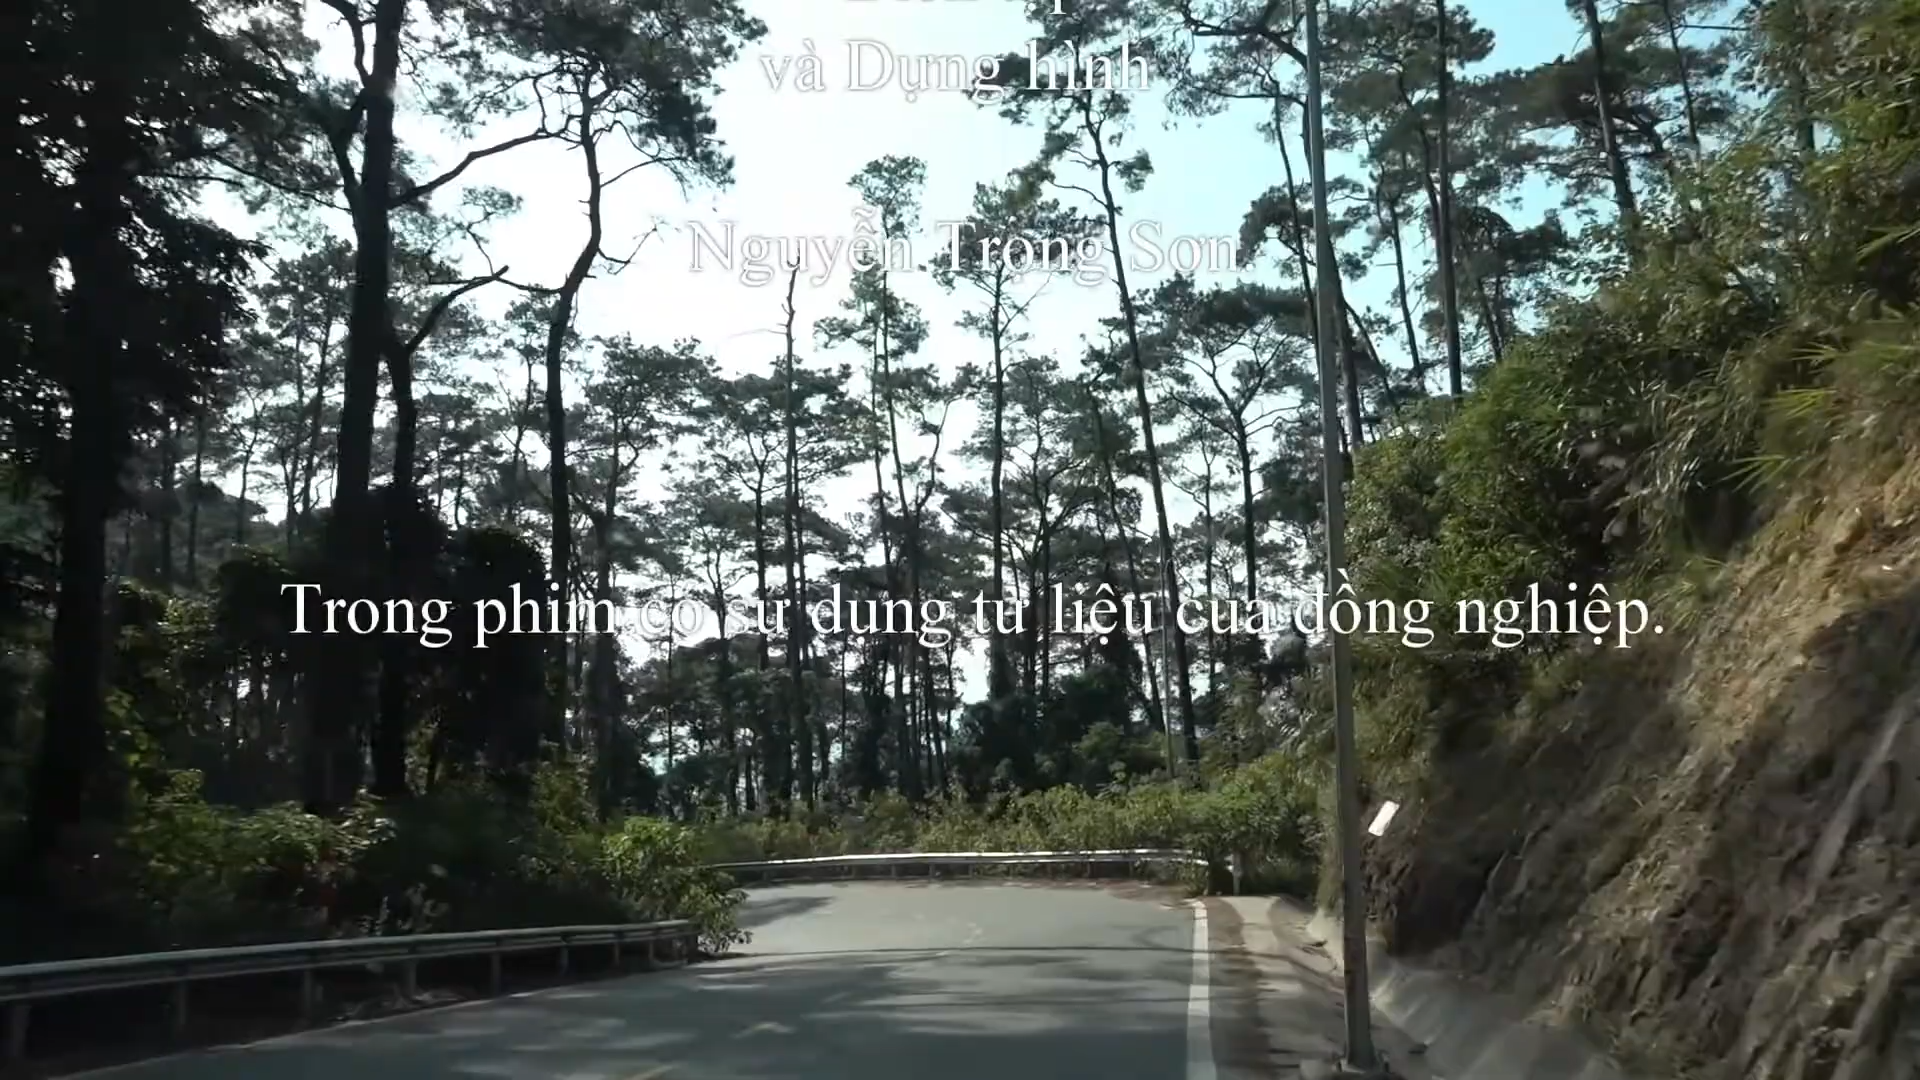 và Dựng hình
Nguyễn Trọng Sơn.
Trong phim có sử dụng tư liệu của đồng nghiệp.